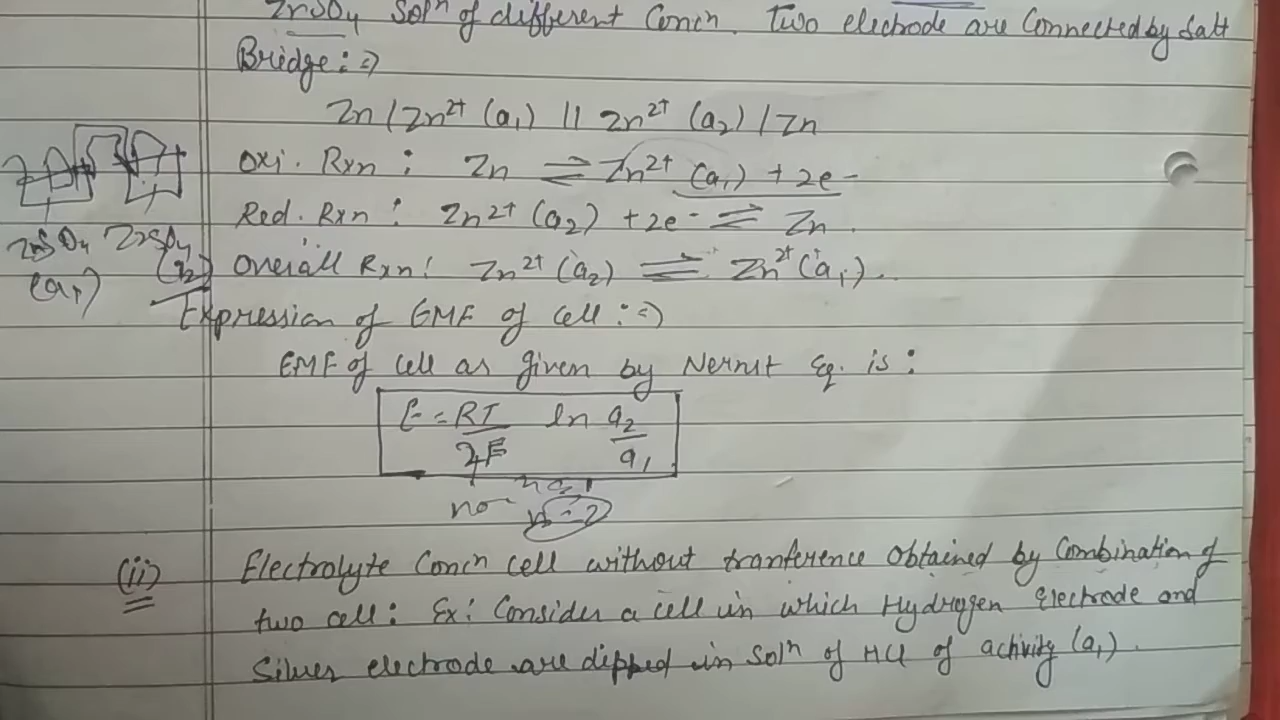 ZnSO4 Solⁿ of different Concn. Two electrode are Connected by Salt
Bridge :⇒
Zn / Zn²⁺ (a₁) || Zn²⁺ (a₂) / Zn
Oxi. Rxn : Zn ⇌ Zn²⁺ (a₁) + 2e⁻
Red. Rxn : Zn²⁺ (a₂) + 2e⁻ ⇌ Zn.
ZnSO₄ ZnSO₄
(a₁) (a₂)
Overall Rxn : Zn²⁺ (a₂) ⇌ Zn²⁺ (a₁).
Expression of EMF of Cell :⇒
EMF of Cell as given by Nernst Eq. is :
E = RT/2F ln a₂/a₁
n = 2
(ii) Electrolyte Concn cell without tranference Obtained by Combination of
two cell : Ex : Consider a cell in which Hydrogen Electrode and
Silver electrode are dipped in Solⁿ of HCl of activity (a₁).